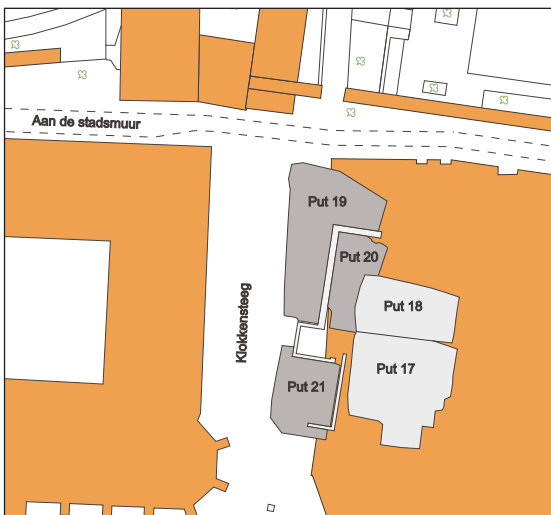 Aan de stadsmuur
Put 19
Put 20
Put 18
Klokkensteeg
Put 17
Put 21